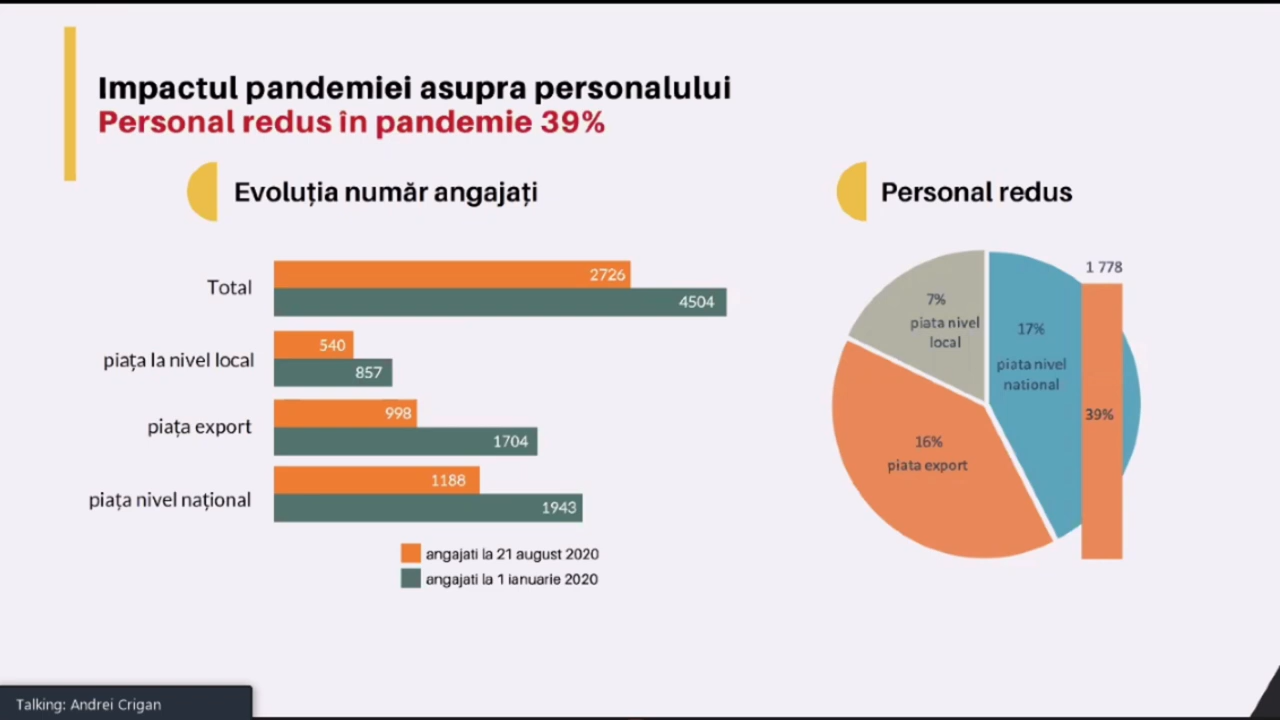 Impactul pandemiei asupra personalului
Personal redus în pandemie 39%
Evoluția număr angajați
Total
2726
4504
piața la nivel local
540
857
piața export
998
1704
piața nivel național
1188
1943
angajati la 21 august 2020
angajati la 1 ianuarie 2020
Personal redus
1 778
7%
piata nivel
local
17%
piata nivel
national
39%
16%
piata export
Talking: Andrei Crigan